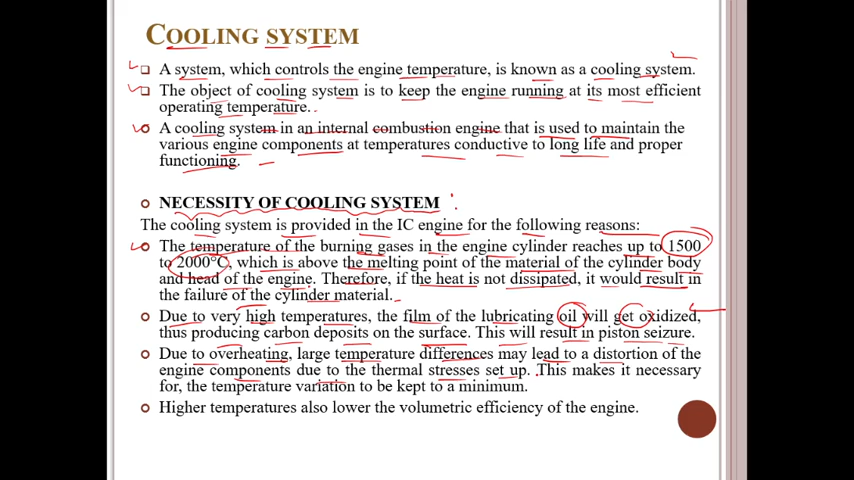 COOLING SYSTEM
A system, which controls the engine temperature, is known as a cooling system.
The object of cooling system is to keep the engine running at its most efficient
operating temperature.
A cooling system in an internal combustion engine that is used to maintain the
various engine components at temperatures conductive to long life and proper
functioning.
NECESSITY OF COOLING SYSTEM
The cooling system is provided in the IC engine for the following reasons:
The temperature of the burning gases in the engine cylinder reaches up to 1500
to 2000°C, which is above the melting point of the material of the cylinder body
and head of the engine. Therefore, if the heat is not dissipated, it would result in
the failure of the cylinder material.
Due to very high temperatures, the film of the lubricating oil will get oxidized,
thus producing carbon deposits on the surface. This will result in piston seizure.
Due to overheating, large temperature differences may lead to a distortion of the
engine components due to the thermal stresses set up. This makes it necessary
for, the temperature variation to be kept to a minimum.
Higher temperatures also lower the volumetric efficiency of the engine.